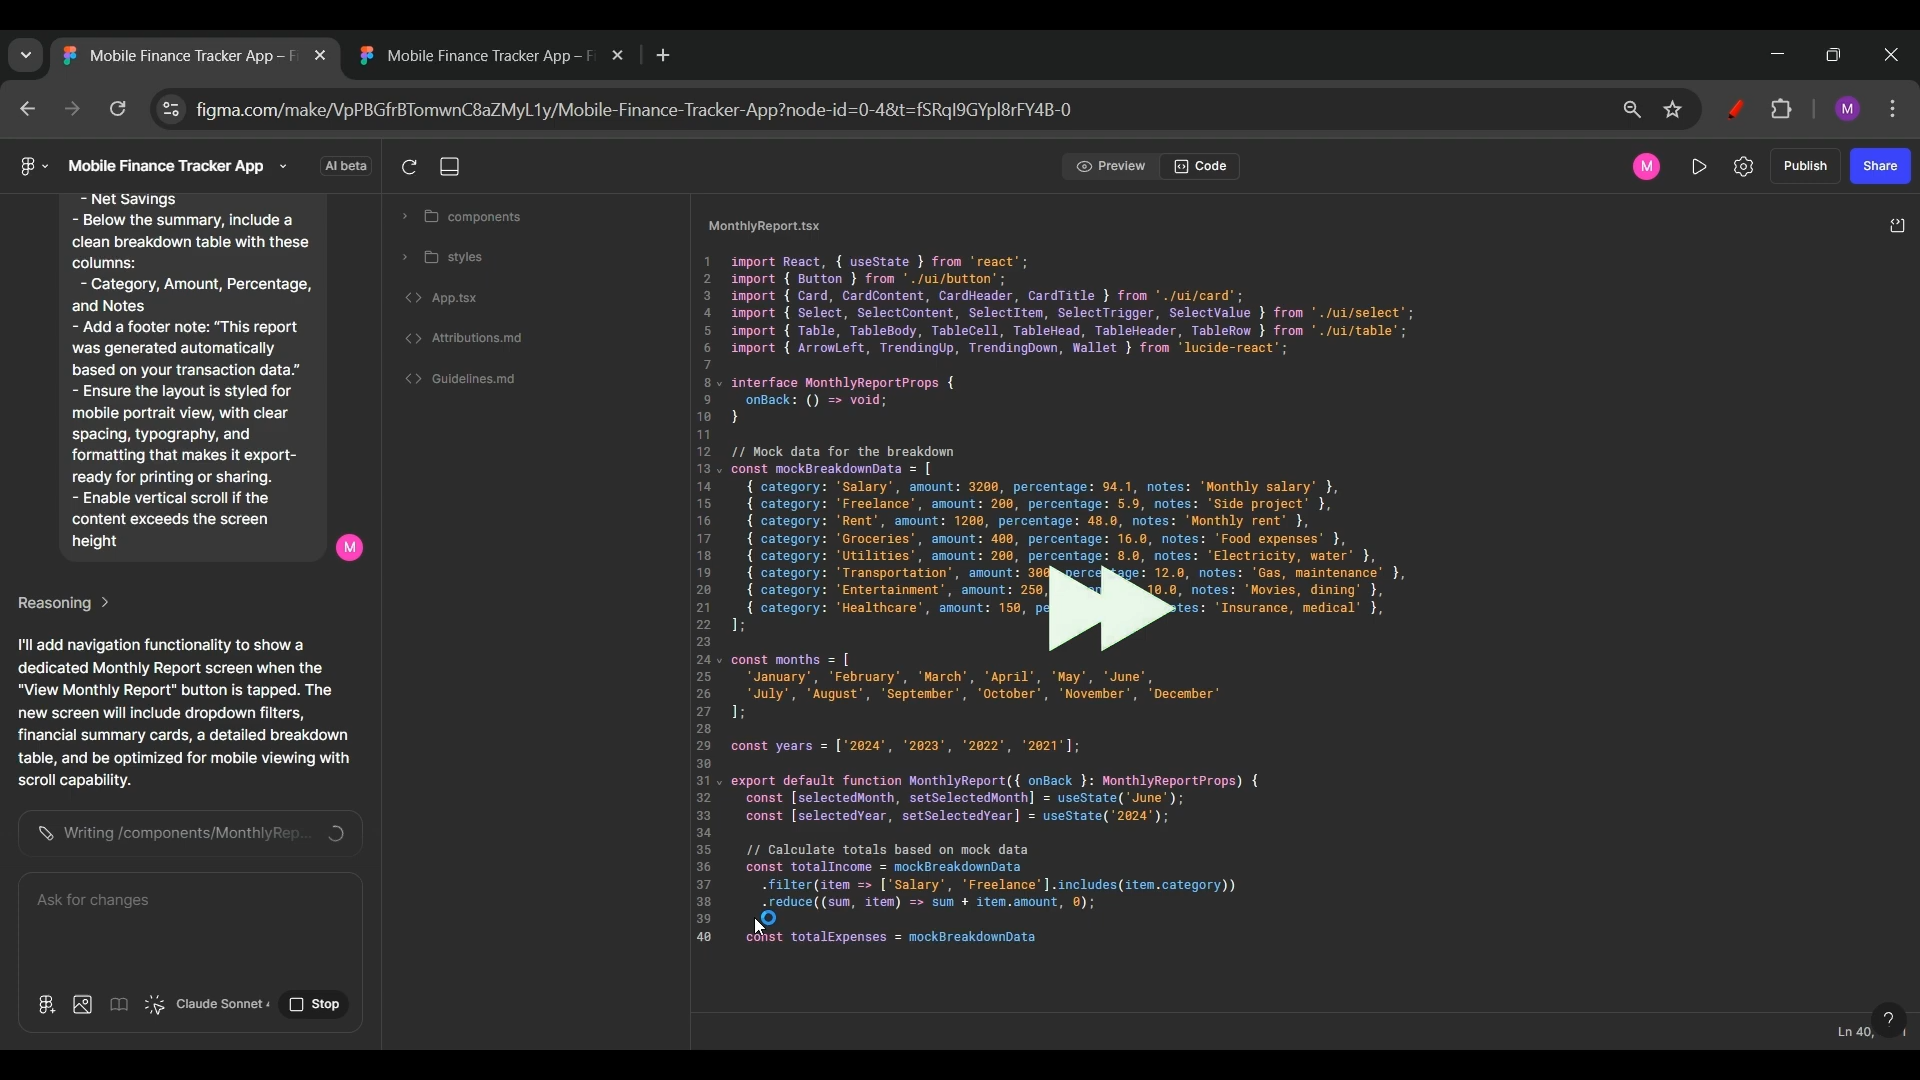 Mobile Finance Tracker App – Fi
Mobile Finance Tracker App – Fi
figma.com/make/VpPBGfrBTomwnC8aZMyL1y/Mobile-Finance-Tracker-App?node-id=0-4&t=fSRql9GYpl8rFY4B-0
M
Mobile Finance Tracker App
AI beta
Preview
Code
M
Publish
Share
- Net Savings
- Below the summary, include a
clean breakdown table with these
columns:
- Category, Amount, Percentage,
and Notes
- Add a footer note: “This report
was generated automatically
based on your transaction data.”
- Ensure the layout is styled for
mobile portrait view, with clear
spacing, typography, and
formatting that makes it export-
ready for printing or sharing.
- Enable vertical scroll if the
content exceeds the screen
height
M
Reasoning
I'll add navigation functionality to show a
dedicated Monthly Report screen when the
"View Monthly Report" button is tapped. The
new screen will include dropdown filters,
financial summary cards, a detailed breakdown
table, and be optimized for mobile viewing with
scroll capability.
Writing /components/MonthlyRep...
Ask for changes
Claude Sonnet
Stop
components
styles
App.tsx
Attributions.md
Guidelines.md
MonthlyReport.tsx
1 import React, { useState } from 'react';
2 import { Button } from './ui/button';
3 import { Card, CardContent, CardHeader, CardTitle } from './ui/card';
4 import { Select, SelectContent, SelectItem, SelectTrigger, SelectValue } from './ui/select';
5 import { Table, TableBody, TableCell, TableHead, TableHeader, TableRow } from './ui/table';
6 import { ArrowLeft, TrendingUp, TrendingDown, Wallet } from 'lucide-react';
7
8 interface MonthlyReportProps {
9 onBack: () => void;
10 }
11
12 // Mock data for the breakdown
13 const mockBreakdownData = [
14 { category: 'Salary', amount: 3200, percentage: 94.1, notes: 'Monthly salary' },
15 { category: 'Freelance', amount: 200, percentage: 5.9, notes: 'Side project' },
16 { category: 'Rent', amount: 1200, percentage: 48.0, notes: 'Monthly rent' },
17 { category: 'Groceries', amount: 400, percentage: 16.0, notes: 'Food expenses' },
18 { category: 'Utilities', amount: 200, percentage: 8.0, notes: 'Electricity, water' },
19 { category: 'Transportation', amount: 300 percentage: 12.0, notes: 'Gas, maintenance' },
20 { category: 'Entertainment', amount: 250, 10.0, notes: 'Movies, dining' },
21 { category: 'Healthcare', amount: 150, notes: 'Insurance, medical' },
22 ];
23
24 const months = [
25 'January', 'February', 'March', 'April', 'May', 'June',
26 'July', 'August', 'September', 'October', 'November', 'December'
27 ];
28
29 const years = ['2024', '2023', '2022', '2021'];
30
31 export default function MonthlyReport({ onBack }: MonthlyReportProps) {
32 const [selectedMonth, setSelectedMonth] = useState('June');
33 const [selectedYear, setSelectedYear] = useState('2024');
34
35 // Calculate totals based on mock data
36 const totalIncome = mockBreakdownData
37 .filter(item => ['Salary', 'Freelance'].includes(item.category))
38 .reduce((sum, item) => sum + item.amount, 0);
39
40 const totalExpenses = mockBreakdownData
Ln 40,
?